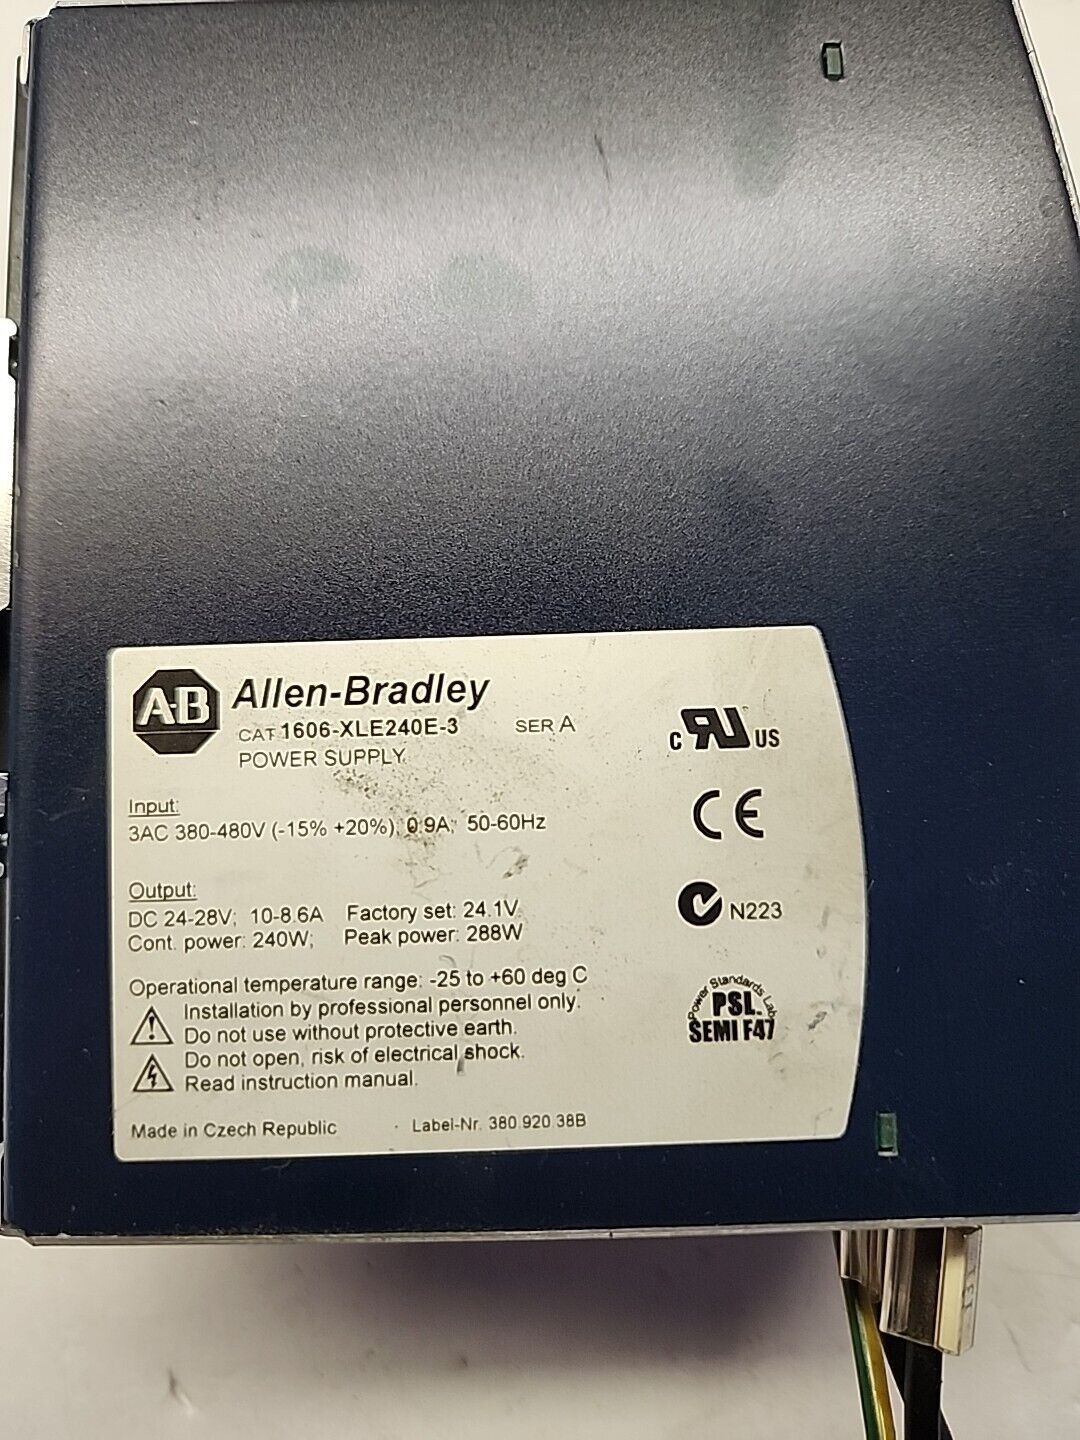 A-B Allen-Bradley
CAT 1606-XLE240E-3 SER A
POWER SUPPLY
Input:
3AC 380-480V (-15% +20%), 0.9A; 50-60Hz
Output:
DC 24-28V; 10-8.6A Factory set: 24.1V
Cont. power: 240W; Peak power: 288W
Operational temperature range: -25 to +60 deg C
Installation by professional personnel only.
Do not use without protective earth.
Do not open, risk of electrical shock.
Read instruction manual.
Made in Czech Republic Label-Nr. 380 920 38B
c RU US
CE
N223
Power Standards Lab
PSL
SEMI F47